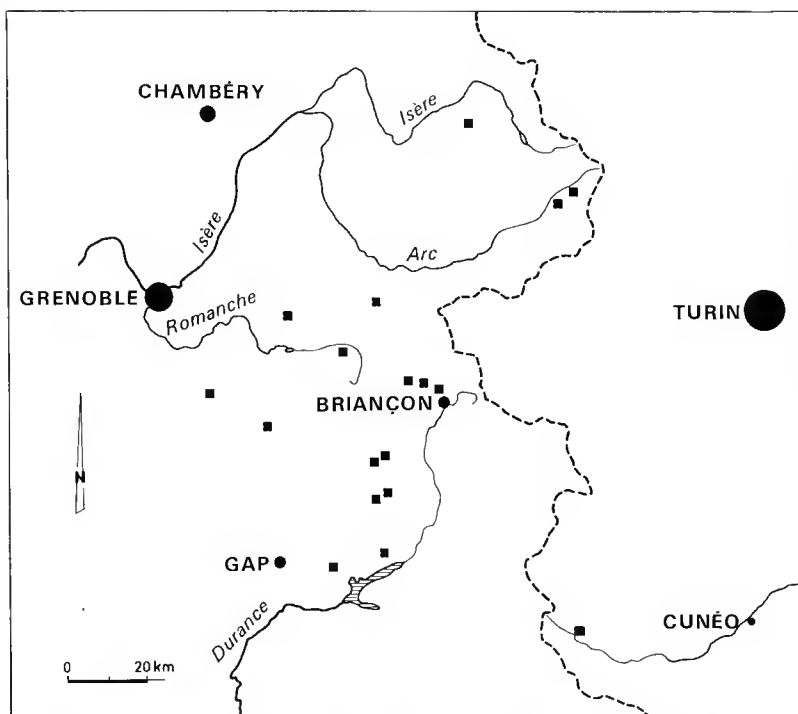 CHAMBÉRY
Isère
Isère
Arc
GRENOBLE
Romanche
TURIN
BRIANÇON
N
GAP
CUNÉO
Durance
0 20 km